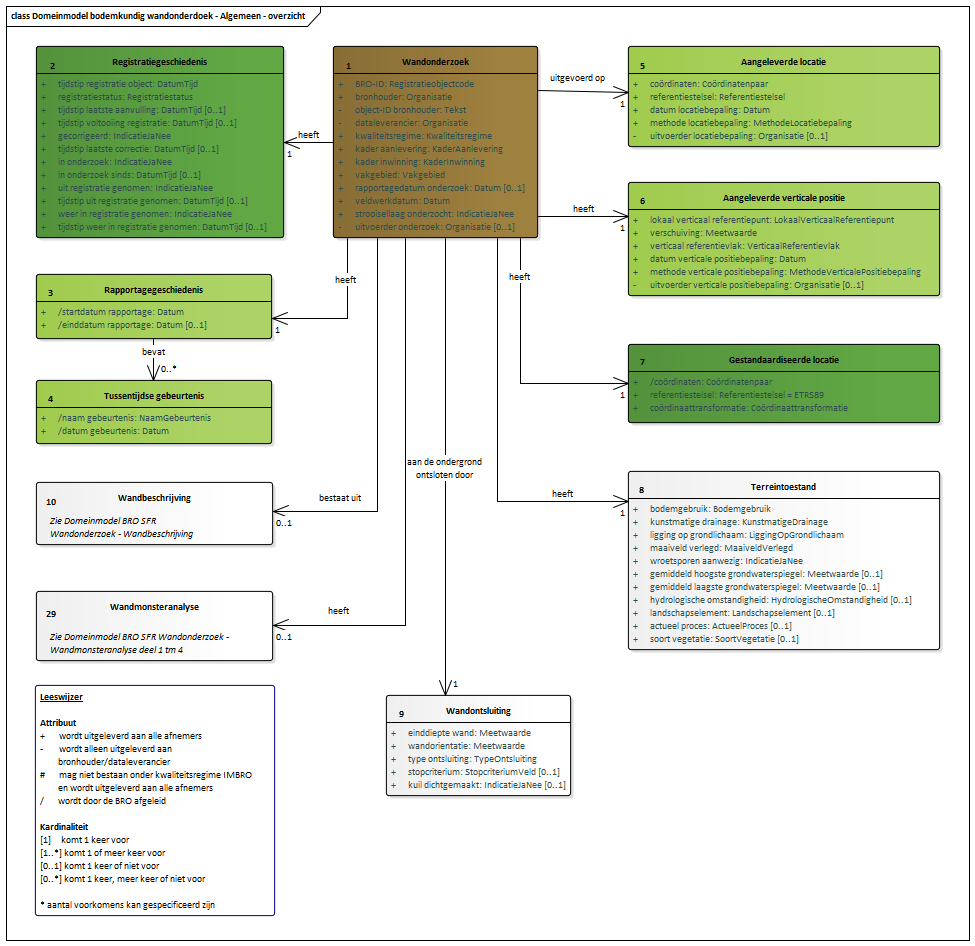 class Domeinmodel bodemkundig wandonderdoek - Algemeen - overzicht
2 Registratiegeschiedenis
+ tijdstip registratie object: DatumTijd
+ registratiestatus: Registratiestatus
+ tijdstip laatste aanvulling: DatumTijd [0..1]
+ tijdstip voltooiing registratie: DatumTijd [0..1]
+ gecorrigeerd: IndicatieJaNee
+ tijdstip laatste correctie: DatumTijd [0..1]
+ in onderzoek: IndicatieJaNee
+ in onderzoek sinds: DatumTijd [0..1]
+ uit registratie genomen: IndicatieJaNee
+ tijdstip uit registratie genomen: DatumTijd [0..1]
+ weer in registratie genomen: IndicatieJaNee
+ tijdstip weer in registratie genomen: DatumTijd [0..1]
heeft
1
1 Wandonderzoek
+ BRO-ID: Registratieobjectcode
- bronhouder: Organisatie
- object-ID bronhouder: Tekst
- dataleverancier: Organisatie
+ kwaliteitsregime: Kwaliteitsregime
+ kader aanlevering: KaderAanlevering
+ kader inwinning: KaderInwinning
+ vakgebied: Vakgebied
+ rapportagedatum onderzoek: Datum [0..1]
+ veldwerkdatum: Datum
+ strooisellaag onderzocht: IndicatieJaNee
- uitvoerder onderzoek: Organisatie [0..1]
uitgevoerd op
1
5 Aangeleverde locatie
+ coördinaten: Coördinatenpaar
+ referentiestelsel: Referentiestelsel
+ datum locatiebepaling: Datum
+ methode locatiebepaling: MethodeLocatiebepaling
- uitvoerder locatiebepaling: Organisatie [0..1]
heeft
1
6 Aangeleverde verticale positie
+ lokaal verticaal referentiepunt: LokaalVerticaalReferentiepunt
+ verschuiving: Meetwaarde
+ verticaal referentievlak: VerticaalReferentievlak
+ datum verticale positiebepaling: Datum
+ methode verticale positiebepaling: MethodeVerticalePositiebepaling
- uitvoerder verticale positiebepaling: Organisatie [0..1]
heeft
1
3 Rapportagegeschiedenis
+ /startdatum rapportage: Datum
+ /einddatum rapportage: Datum [0..1]
bevat
0..*
4 Tussentijdse gebeurtenis
+ /naam gebeurtenis: NaamGebeurtenis
+ /datum gebeurtenis: Datum
heeft
1
7 Gestandaardiseerde locatie
+ /coördinaten: Coördinatenpaar
+ referentiestelsel: Referentiestelsel = ETRS89
+ coördinaattransformatie: Coördinaattransformatie
aan de ondergrond
ontsloten door
1
bestaat uit
0..1
10 Wandbeschrijving
Zie Domeinmodel BRO SFR
Wandonderzoek - Wandbeschrijving
heeft
1
8 Terreintoestand
+ bodemgebruik: Bodemgebruik
+ kunstmatige drainage: KunstmatigeDrainage
+ ligging op grondlichaam: LiggingOpGrondlichaam
+ maaiveld verlegd: MaaiveldVerlegd
+ wroetsporen aanwezig: IndicatieJaNee
+ gemiddeld hoogste grondwaterspiegel: Meetwaarde [0..1]
+ gemiddeld laagste grondwaterspiegel: Meetwaarde [0..1]
+ hydrologische omstandigheid: HydrologischeOmstandigheid [0..1]
+ landschapselement: Landschapselement [0..1]
+ actueel proces: ActueelProces [0..1]
+ soort vegetatie: SoortVegetatie [0..1]
heeft
0..1
29 Wandmonsteranalyse
Zie Domeinmodel BRO SFR Wandonderzoek -
Wandmonsteranalyse deel 1 tm 4
9 Wandontsluiting
+ einddiepte wand: Meetwaarde
+ wandorientatie: Meetwaarde
+ type ontsluiting: TypeOntsluiting
+ stopcriterium: StopcriteriumVeld [0..1]
+ kuil dichtgemaakt: IndicatieJaNee [0..1]
Leeswijzer
Attribuut
+ wordt uitgeleverd aan alle afnemers
- wordt alleen uitgeleverd aan
bronhouder/dataleverancier
# mag niet bestaan onder kwaliteitsregime IMBRO
en wordt uitgeleverd aan alle afnemers
/ wordt door de BRO afgeleid
Kardinaliteit
[1] komt 1 keer voor
[1..*] komt 1 of meer keer voor
[0..1] komt 1 keer of niet voor
[0..*] komt 1 keer, meer keer of niet voor
* aantal voorkomens kan gespecificeerd zijn